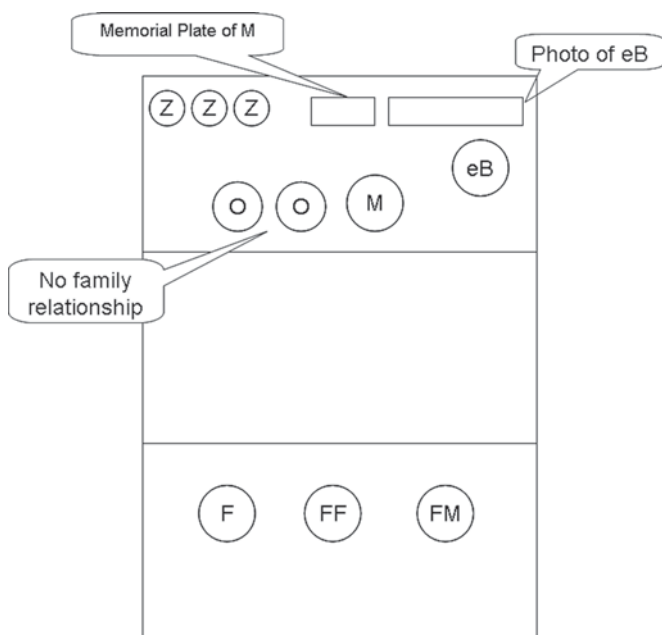 Memorial Plate of M
Photo of eB
Z Z Z
eB
O O M
No family
relationship
F FF FM